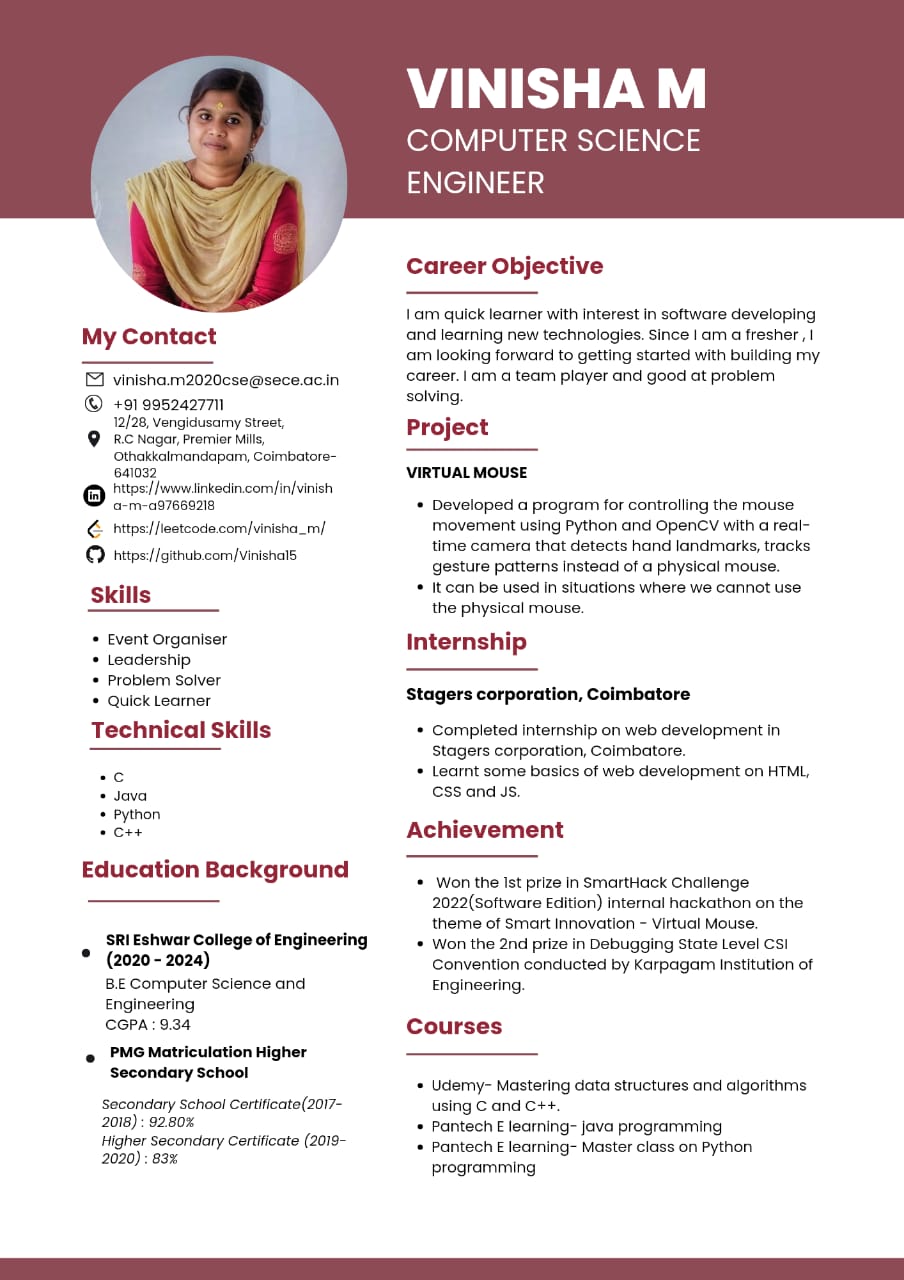 VINISHA M
COMPUTER SCIENCE
ENGINEER
My Contact
vinisha.m2020cse@sece.ac.in
+91 9952427711
12/28, Vengidusamy Street,
R.C Nagar, Premier Mills,
Othakkalmandapam, Coimbatore-
641032
https://www.linkedin.com/in/vinish
a-m-a97669218
https://leetcode.com/vinisha_m/
https://github.com/Vinisha15
Skills
• Event Organiser
• Leadership
• Problem Solver
• Quick Learner
Technical Skills
• C
• Java
• Python
• C++
Education Background
• SRI Eshwar College of Engineering
(2020 - 2024)
B.E Computer Science and
Engineering
CGPA : 9.34
• PMG Matriculation Higher
Secondary School
Secondary School Certificate(2017-
2018) : 92.80%
Higher Secondary Certificate (2019-
2020) : 83%
Career Objective
I am quick learner with interest in software developing
and learning new technologies. Since I am a fresher , I
am looking forward to getting started with building my
career. I am a team player and good at problem
solving.
Project
VIRTUAL MOUSE
• Developed a program for controlling the mouse
movement using Python and OpenCV with a real-
time camera that detects hand landmarks, tracks
gesture patterns instead of a physical mouse.
• It can be used in situations where we cannot use
the physical mouse.
Internship
Stagers corporation, Coimbatore
• Completed internship on web development in
Stagers corporation, Coimbatore.
• Learnt some basics of web development on HTML,
CSS and JS.
Achievement
• Won the 1st prize in SmartHack Challenge
2022(Software Edition) internal hackathon on the
theme of Smart Innovation - Virtual Mouse.
• Won the 2nd prize in Debugging State Level CSI
Convention conducted by Karpagam Institution of
Engineering.
Courses
• Udemy- Mastering data structures and algorithms
using C and C++.
• Pantech E learning- java programming
• Pantech E learning- Master class on Python
programming